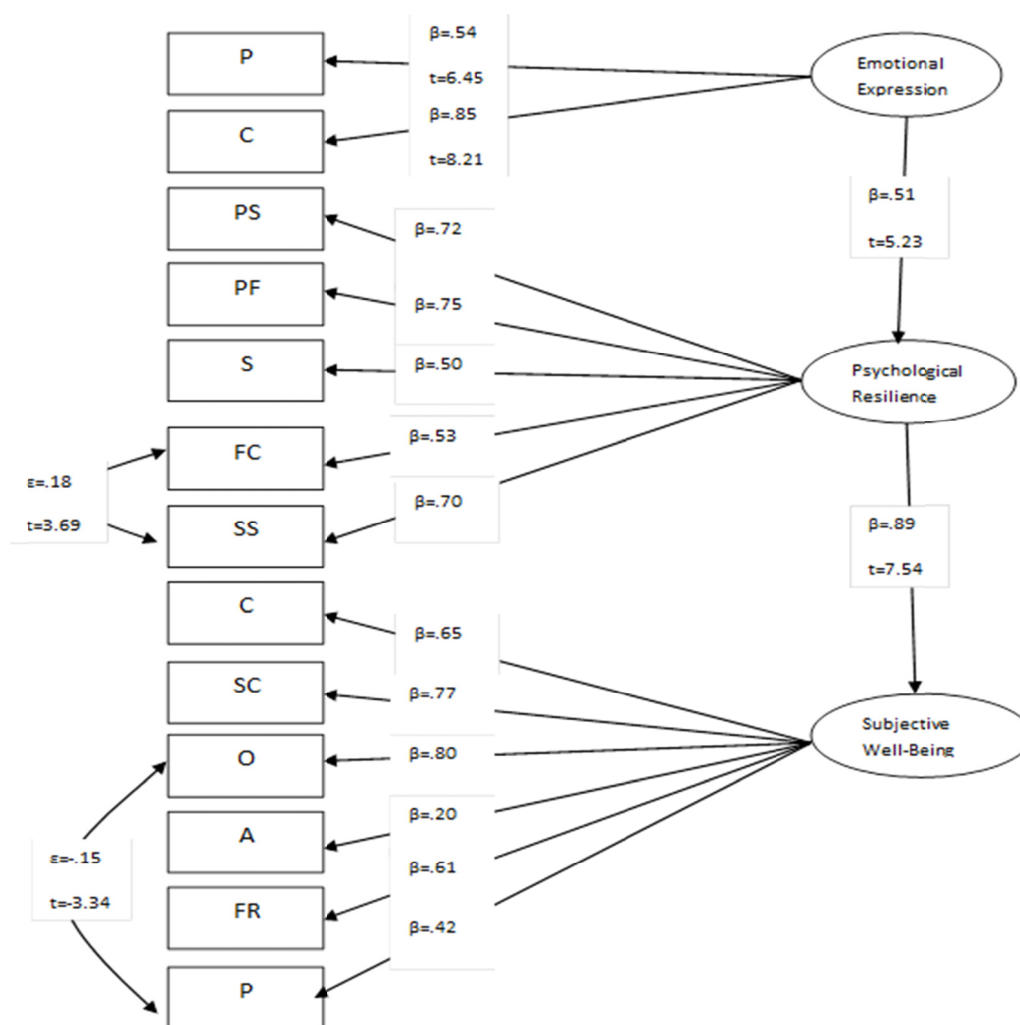 P
β=.54
t=6.45
Emotional
Expression
C
β=.85
t=8.21
PS
β=.72
β=.51
t=5.23
PF
β=.75
S
β=.50
Psychological
Resilience
FC
β=.53
ε=.18
t=3.69
SS
β=.70
β=.89
t=7.54
C
β=.65
SC
β=.77
Subjective
Well-Being
O
β=.80
A
β=.20
ε=-.15
t=-3.34
FR
β=.61
β=.42
P